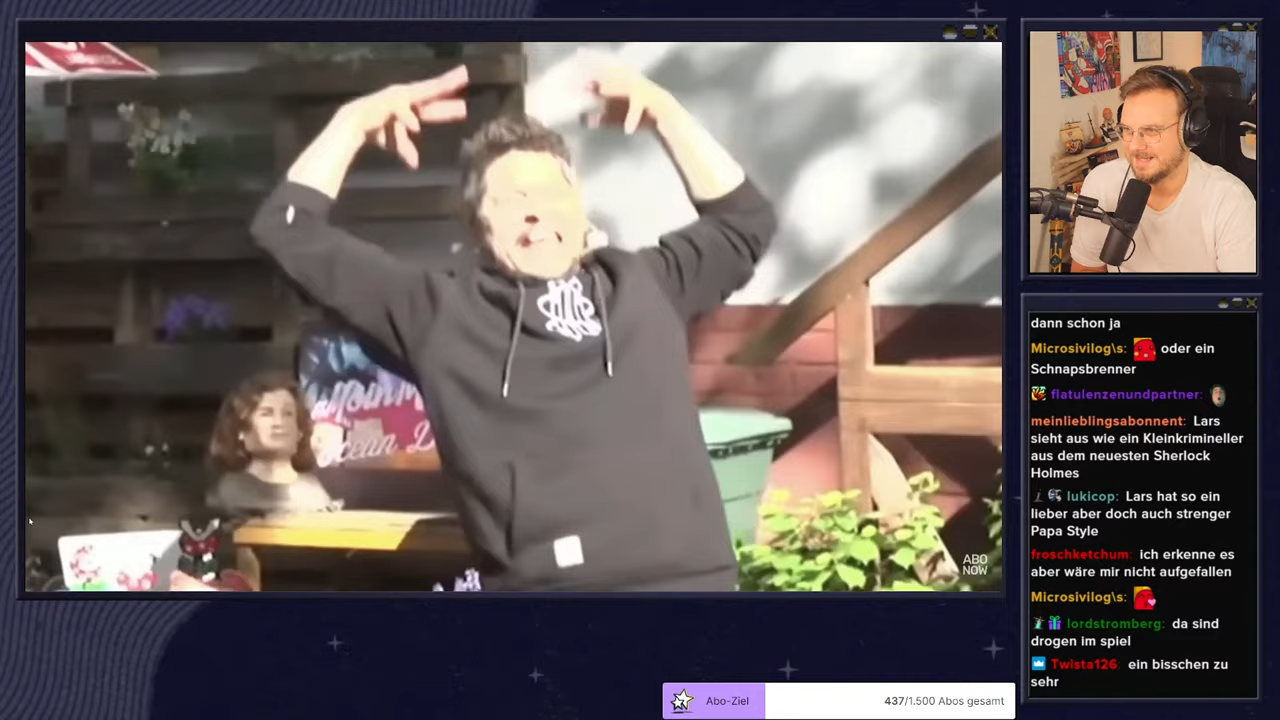 Ocean D
ABO
NOW
dann schon ja
Microsivilog\s: oder ein
Schnapsbrenner
flatulenzenundpartner:
meinlieblingsabonnent: Lars
sieht aus wie ein Kleinkrimineller
aus dem neuesten Sherlock
Holmes
lukicop: Lars hat so ein
lieber aber doch auch strenger
Papa Style
froschketchum: ich erkenne es
aber wäre mir nicht aufgefallen
Microsivilog\s:
lordstromberg: da sind
drogen im spiel
Twista126 ein bisschen zu
sehr
Abo-Ziel 437/1.500 Abos gesamt